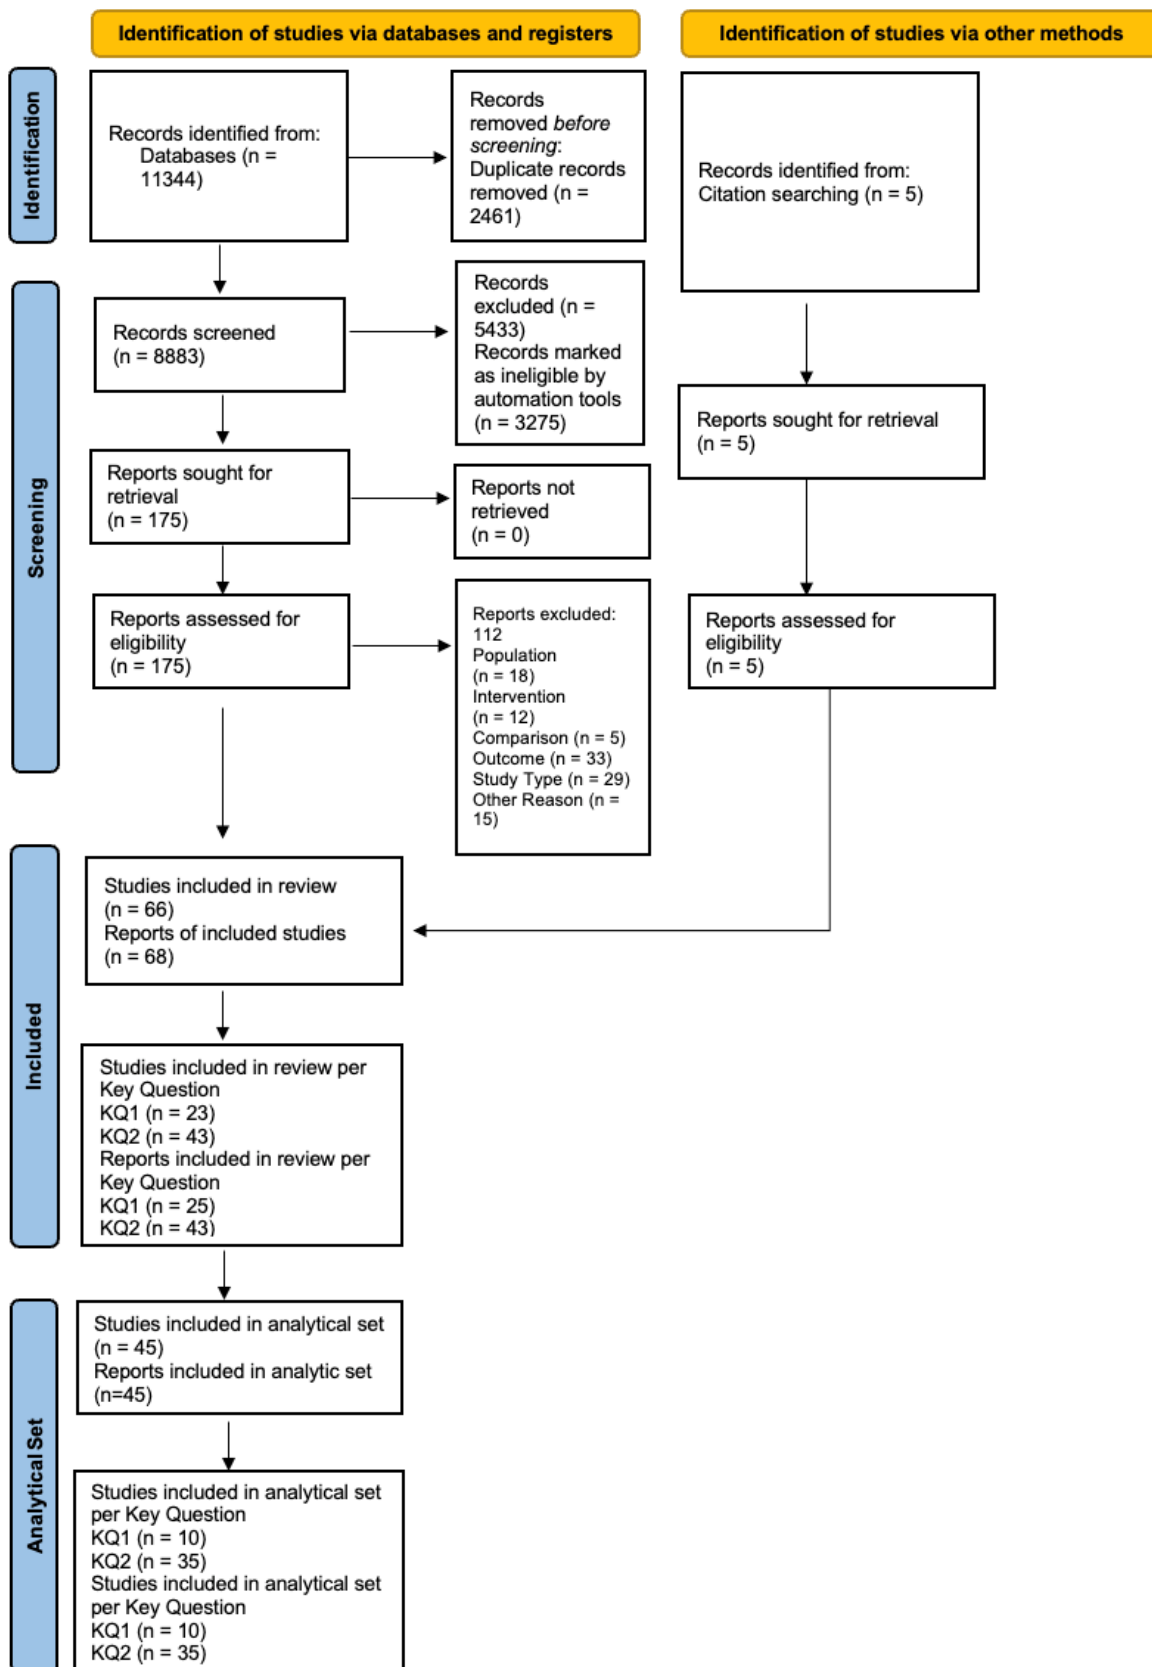 Identification of studies via databases and registers
Identification of studies via other methods
Identification
Records identified from:
Databases (n =
11344)
Records
removed before
screening:
Duplicate records
removed (n =
2461)
Records identified from:
Citation searching (n = 5)
Screening
Records screened
(n = 8883)
Records
excluded (n =
5433)
Records marked
as ineligible by
automation tools
(n = 3275)
Reports sought for retrieval
(n = 5)
Reports sought for
retrieval
(n = 175)
Reports not
retrieved
(n = 0)
Reports assessed for
eligibility
(n = 175)
Reports excluded:
112
Population
(n = 18)
Intervention
(n = 12)
Comparison (n = 5)
Outcome (n = 33)
Study Type (n = 29)
Other Reason (n =
15)
Reports assessed for
eligibility
(n = 5)
Included
Studies included in review
(n = 66)
Reports of included studies
(n = 68)
Studies included in review per
Key Question
KQ1 (n = 23)
KQ2 (n = 43)
Reports included in review per
Key Question
KQ1 (n = 25)
KQ2 (n = 43)
Analytical Set
Studies included in analytical set
(n = 45)
Reports included in analytic set
(n=45)
Studies included in analytical set
per Key Question
KQ1 (n = 10)
KQ2 (n = 35)
Studies included in analytical set
per Key Question
KQ1 (n = 10)
KQ2 (n = 35)